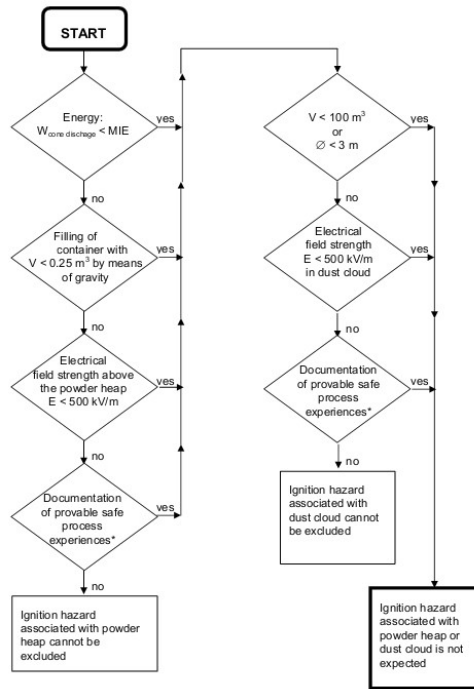 START
Energy:
W cone dischage < MIE
yes
no
Filling of
container with
V < 0.25 m³ by means
of gravity
yes
no
Electrical
field strength above
the powder heap
E < 500 kV/m
yes
no
Documentation
of provable safe
process
experiences*
yes
no
Ignition hazard
associated with powder
heap cannot be
excluded
V < 100 m³
or
∅ < 3 m
yes
no
Electrical
field strength
E < 500 kV/m
in dust cloud
yes
no
Documentation
of provable safe
process
experiences*
yes
no
Ignition hazard
associated with
dust cloud cannot
be excluded
Ignition hazard
associated with
powder heap or
dust cloud is not
expected